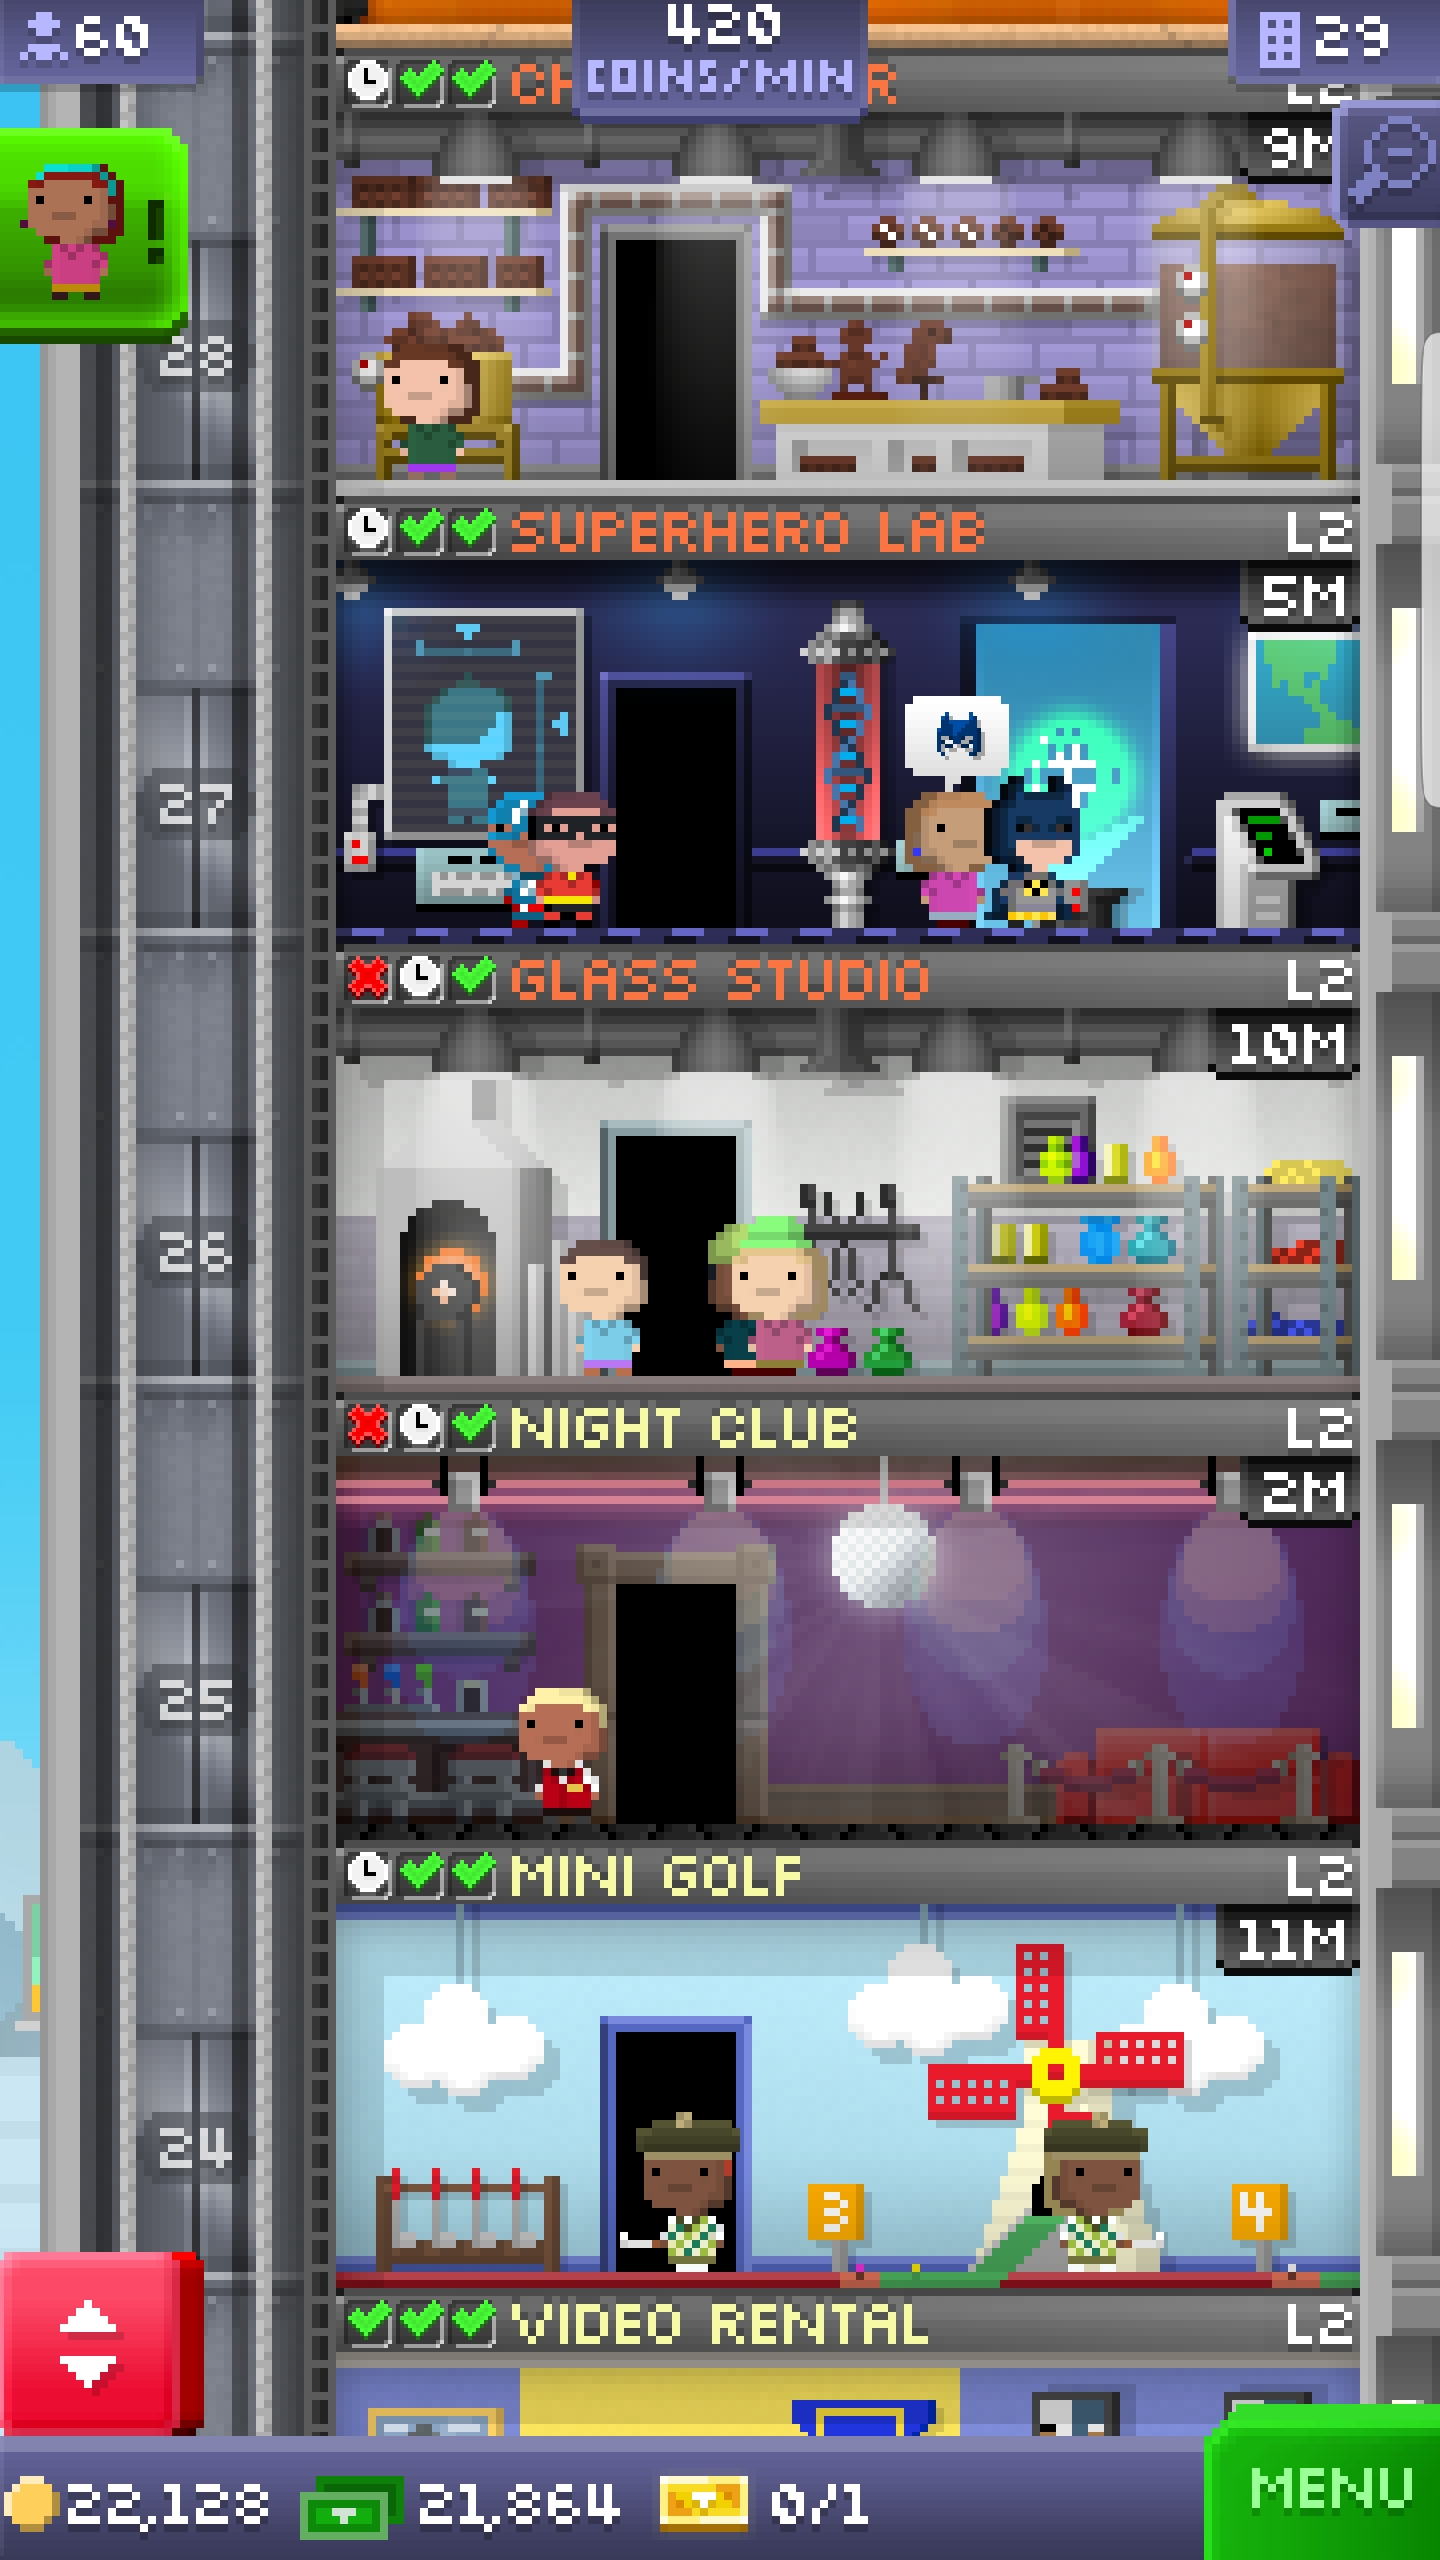 60
420
COINS/MIN
29
CH R L2
9M
28
SUPERHERO LAB L2
5M
27
GLASS STUDIO L2
10M
26
NIGHT CLUB L2
2M
25
MINI GOLF L2
11M
24
3
4
VIDEO RENTAL L2
22,128 21,864 0/1 MENU